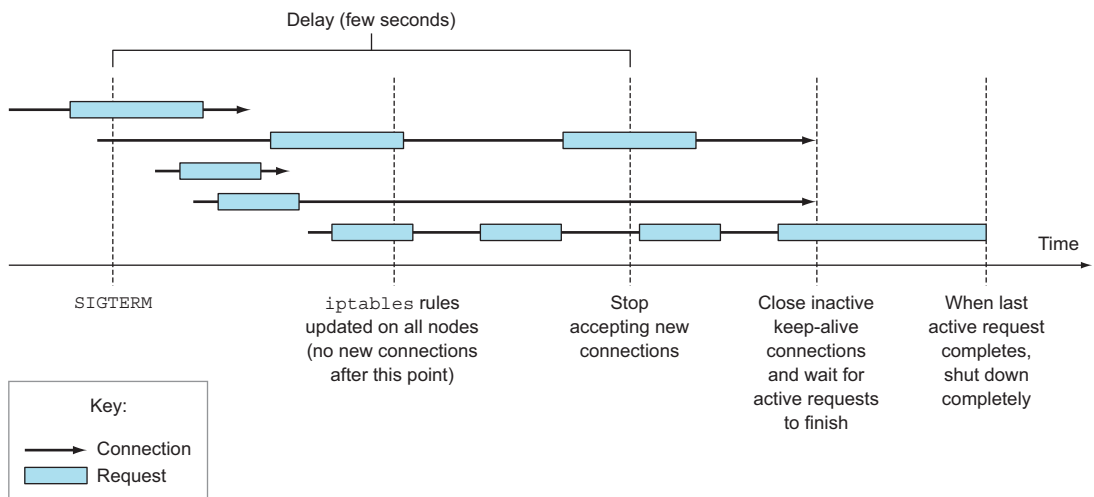 Delay (few seconds)
Time
SIGTERM
iptables rules
updated on all nodes
(no new connections
after this point)
Stop
accepting new
connections
Close inactive
keep-alive
connections
and wait for
active requests
to finish
When last
active request
completes,
shut down
completely
Key:
Connection
Request